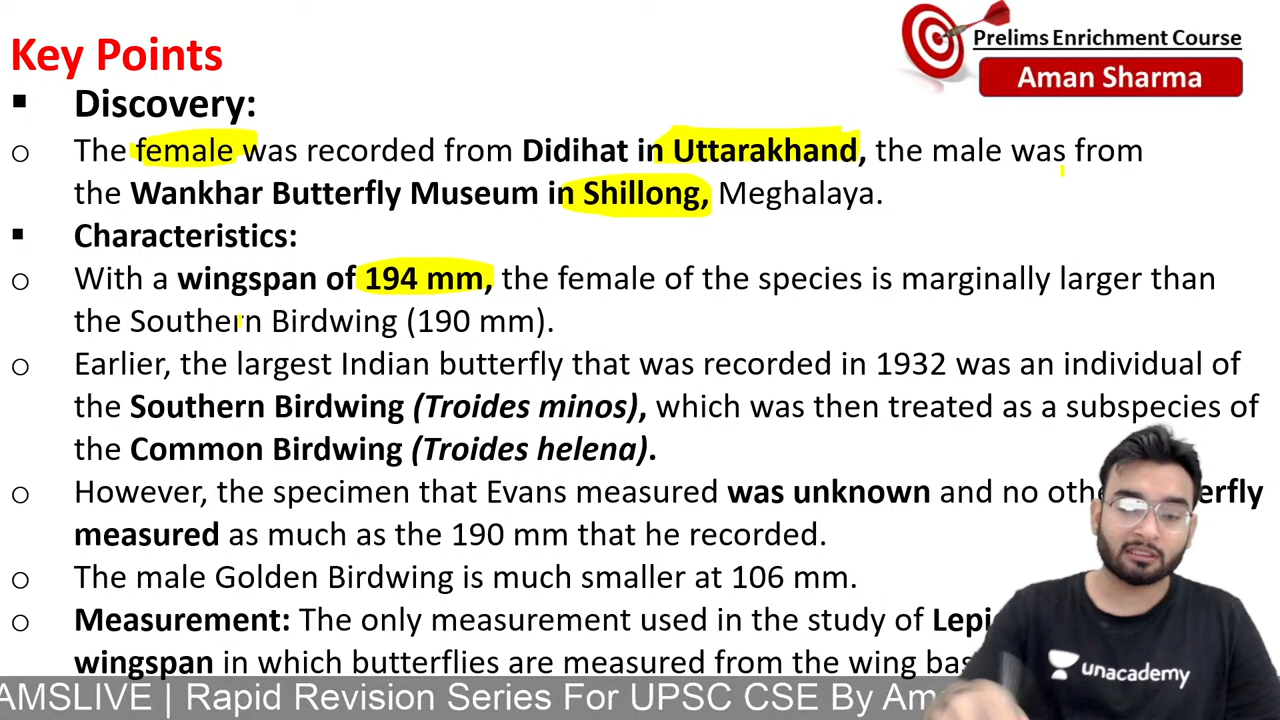 Prelims Enrichment Course
Aman Sharma
Key Points
▪ Discovery:
o The female was recorded from Didihat in Uttarakhand, the male was from
the Wankhar Butterfly Museum in Shillong, Meghalaya.
▪ Characteristics:
o With a wingspan of 194 mm, the female of the species is marginally larger than
the Southern Birdwing (190 mm).
o Earlier, the largest Indian butterfly that was recorded in 1932 was an individual of
the Southern Birdwing (Troides minos), which was then treated as a subspecies of
the Common Birdwing (Troides helena).
o However, the specimen that Evans measured was unknown and no
measured as much as the 190 mm that he recorded.
o The male Golden Birdwing is much smaller at 106 mm.
o Measurement: The only measurement used in the study of
wingspan in which butterflies are measured from the wing
unacademy
AMSLIVE | Rapid Revision Series For UPSC CSE By